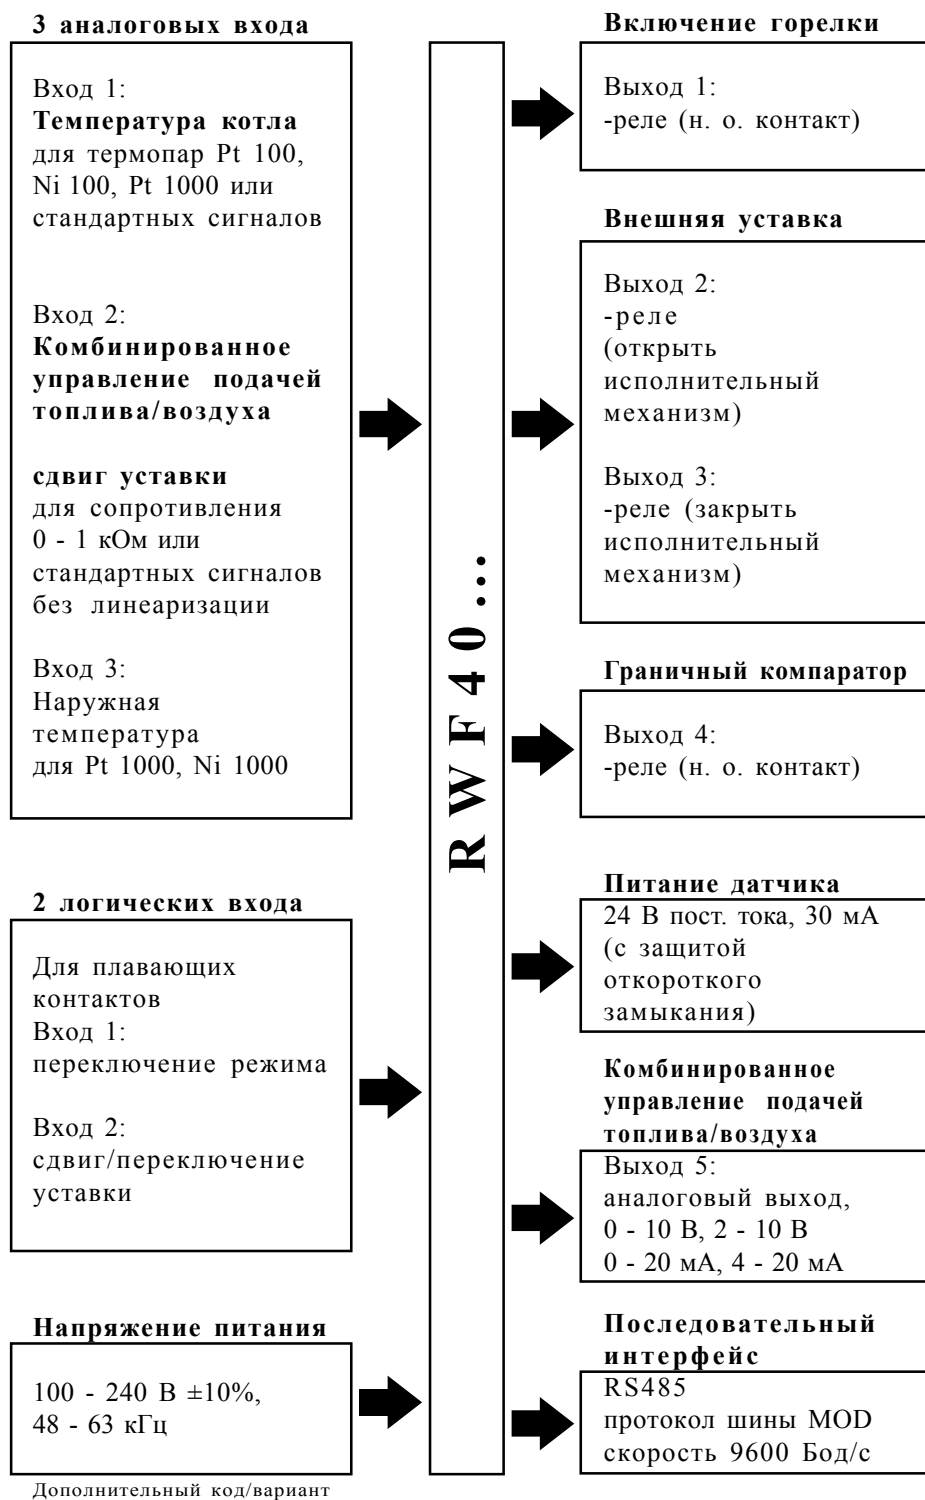 3 аналоговых входа
Вход 1:
Температура котла
для термопар Pt 100,
Ni 100, Pt 1000 или
стандартных сигналов
Вход 2:
Комбинированное
управление подачей
топлива/воздуха
сдвиг уставки
для сопротивления
0 - 1 кОм или
стандартных сигналов
без линеаризации
Вход 3:
Наружная
температура
для Pt 1000, Ni 1000
2 логических входа
Для плавающих
контактов
Вход 1:
переключение режима
Вход 2:
сдвиг/переключение
уставки
Напряжение питания
100 - 240 В ±10%,
48 - 63 кГц
Дополнительный код/вариант
RWF40...
Включение горелки
Выход 1:
-реле (н. о. контакт)
Внешняя уставка
Выход 2:
-реле
(открыть
исполнительный
механизм)
Выход 3:
-реле (закрыть
исполнительный
механизм)
Граничный компаратор
Выход 4:
-реле (н. о. контакт)
Питание датчика
24 В пост. тока, 30 мА
(с защитой
откороткого
замыкания)
Комбинированное
управление подачей
топлива/воздуха
Выход 5:
аналоговый выход,
0 - 10 В, 2 - 10 В
0 - 20 мА, 4 - 20 мА
Последовательный
интерфейс
RS485
протокол шины MOD
скорость 9600 Бод/с